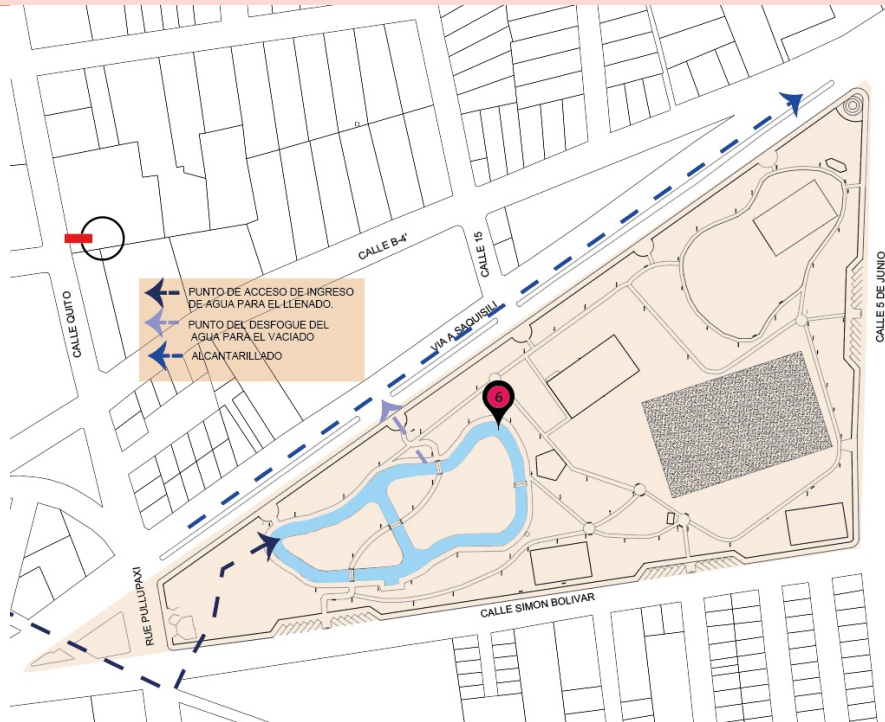 CALLE B-4'
CALLE 15
CALLE QUITO
CALLE 5 DE JUNIO
PUNTO DE ACCESO DE INGRESO
DE AGUA PARA EL LLENADO.
PUNTO DEL DESFOGUE DEL
AGUA PARA EL VACIADO
ALCANTARILLADO
VIA A SAQUISILI
6
RUE PULLUPAXI
CALLE SIMON BOLIVAR